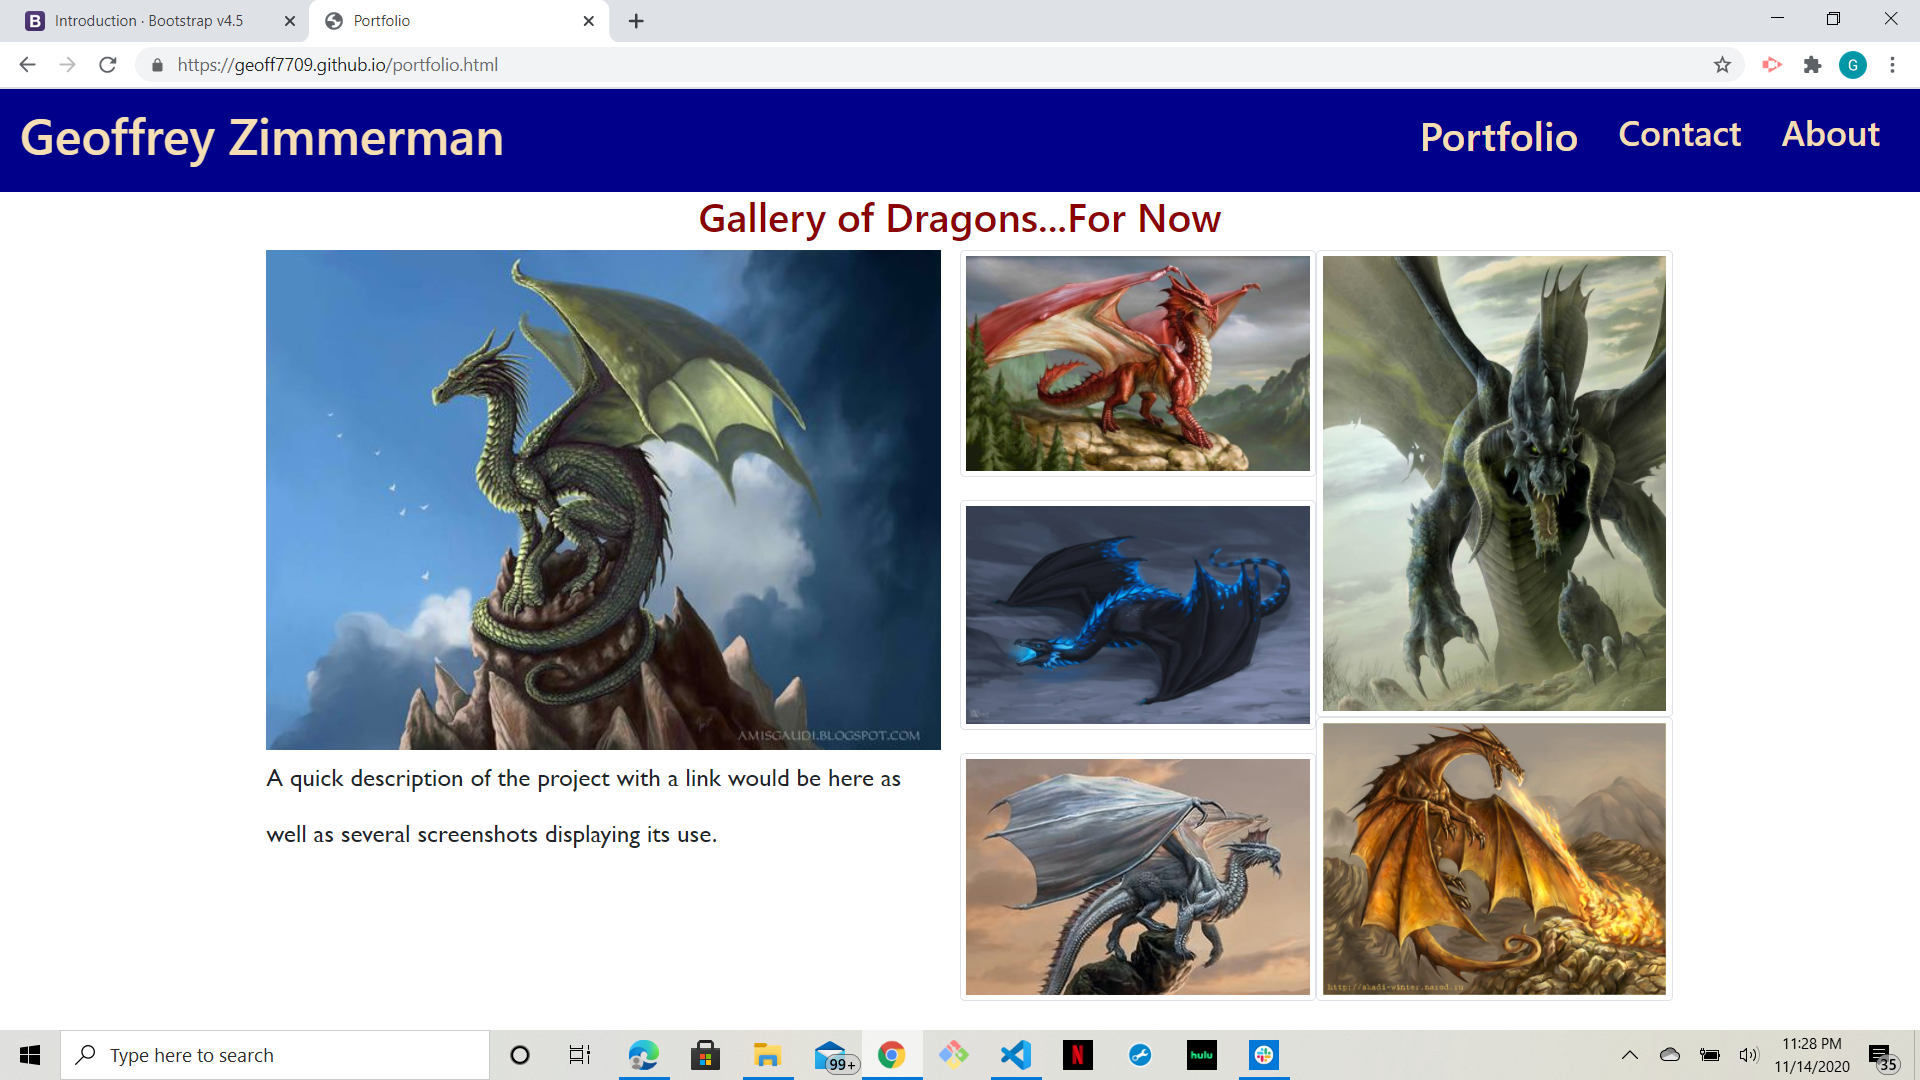 Introduction · Bootstrap v4.5
Portfolio
https://geoff7709.github.io/portfolio.html
G
Geoffrey Zimmerman
Portfolio
Contact
About
Gallery of Dragons...For Now
AMISGAUDI.BLOGSPOT.COM
A quick description of the project with a link would be here as
well as several screenshots displaying its use.
http://akadi-winter.narod.ru
Type here to search
99+
N
hulu
11:28 PM
11/14/2020
35